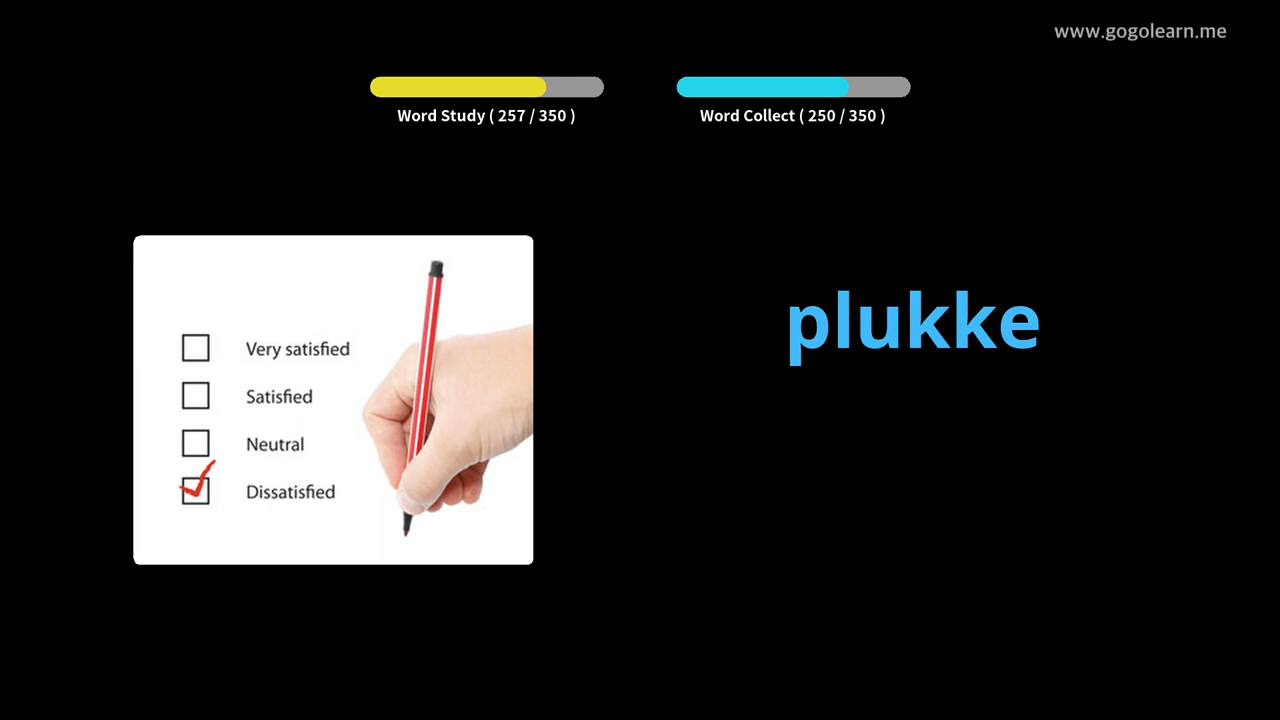 www.gogolearn.me
Word Study ( 257 / 350 )
Word Collect ( 250 / 350 )
plukke
Very satisfied
Satisfied
Neutral
Dissatisfied